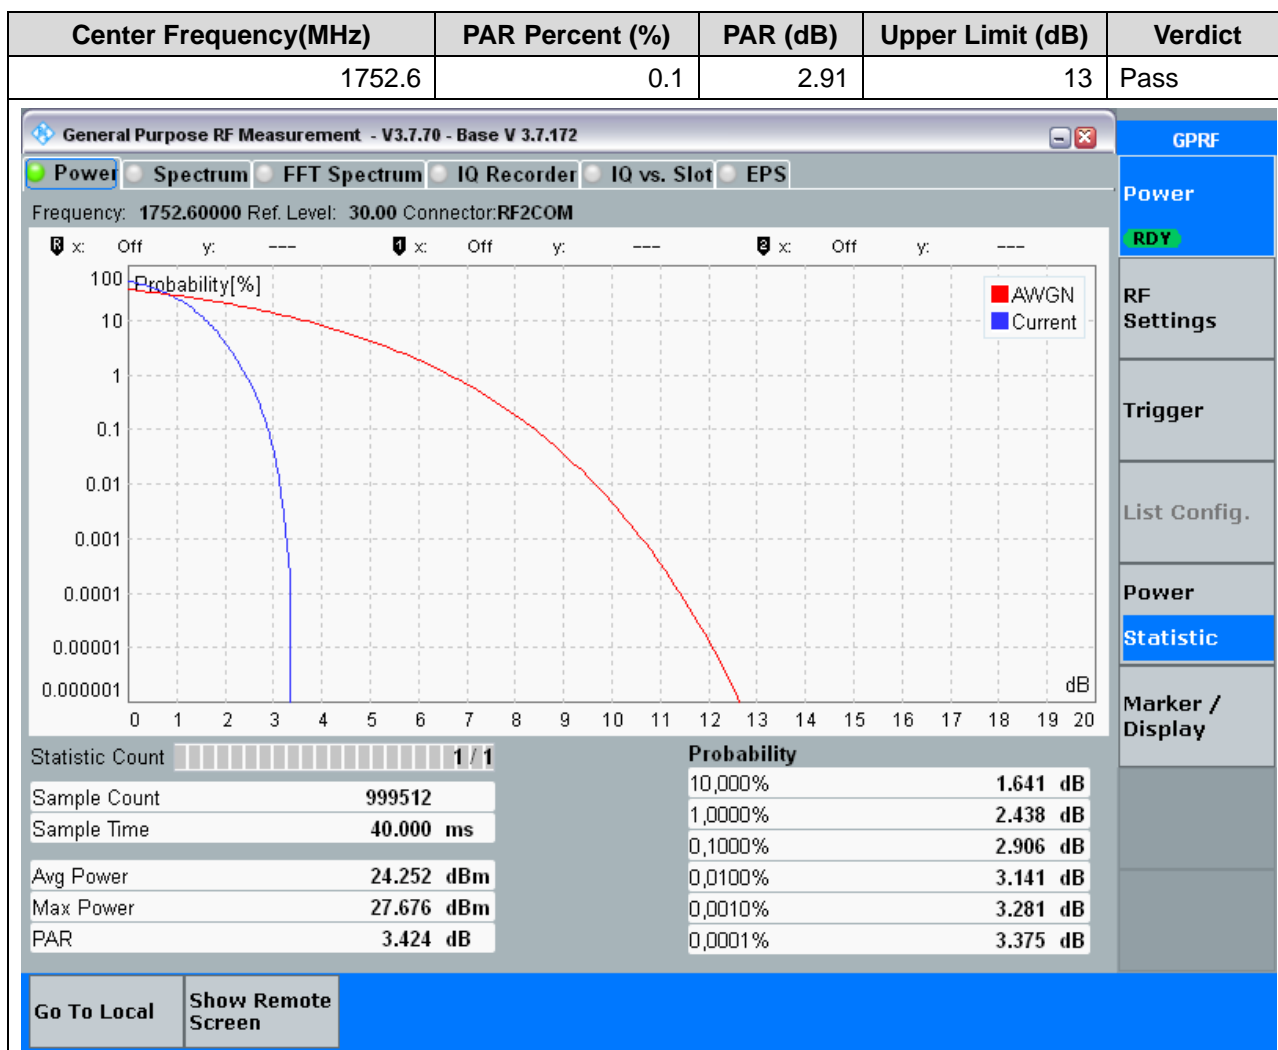 Center Frequency(MHz) PAR Percent (%) PAR (dB) Upper Limit (dB) Verdict
1752.6 0.1 2.91 13 Pass
General Purpose RF Measurement - V3.7.70 - Base V 3.7.172
GPRF
Power Spectrum FFT Spectrum IQ Recorder IQ vs. Slot EPS
Power
RDY
Frequency: 1752.60000 Ref. Level: 30.00 Connector:RF2COM
R x: Off y: --- 1 x: Off y: --- 2 x: Off y: ---
Probability[%]
AWGN
Current
100
10
1
0.1
0.01
0.001
0.0001
0.00001
0.000001
dB
0 1 2 3 4 5 6 7 8 9 10 11 12 13 14 15 16 17 18 19 20
RF
Settings
Trigger
List Config.
Power
Statistic
Marker /
Display
Statistic Count 1 / 1
Sample Count 999512
Sample Time 40.000 ms
Avg Power 24.252 dBm
Max Power 27.676 dBm
PAR 3.424 dB
Probability
10,000% 1.641 dB
1,0000% 2.438 dB
0,1000% 2.906 dB
0,0100% 3.141 dB
0,0010% 3.281 dB
0,0001% 3.375 dB
Go To Local
Show Remote
Screen